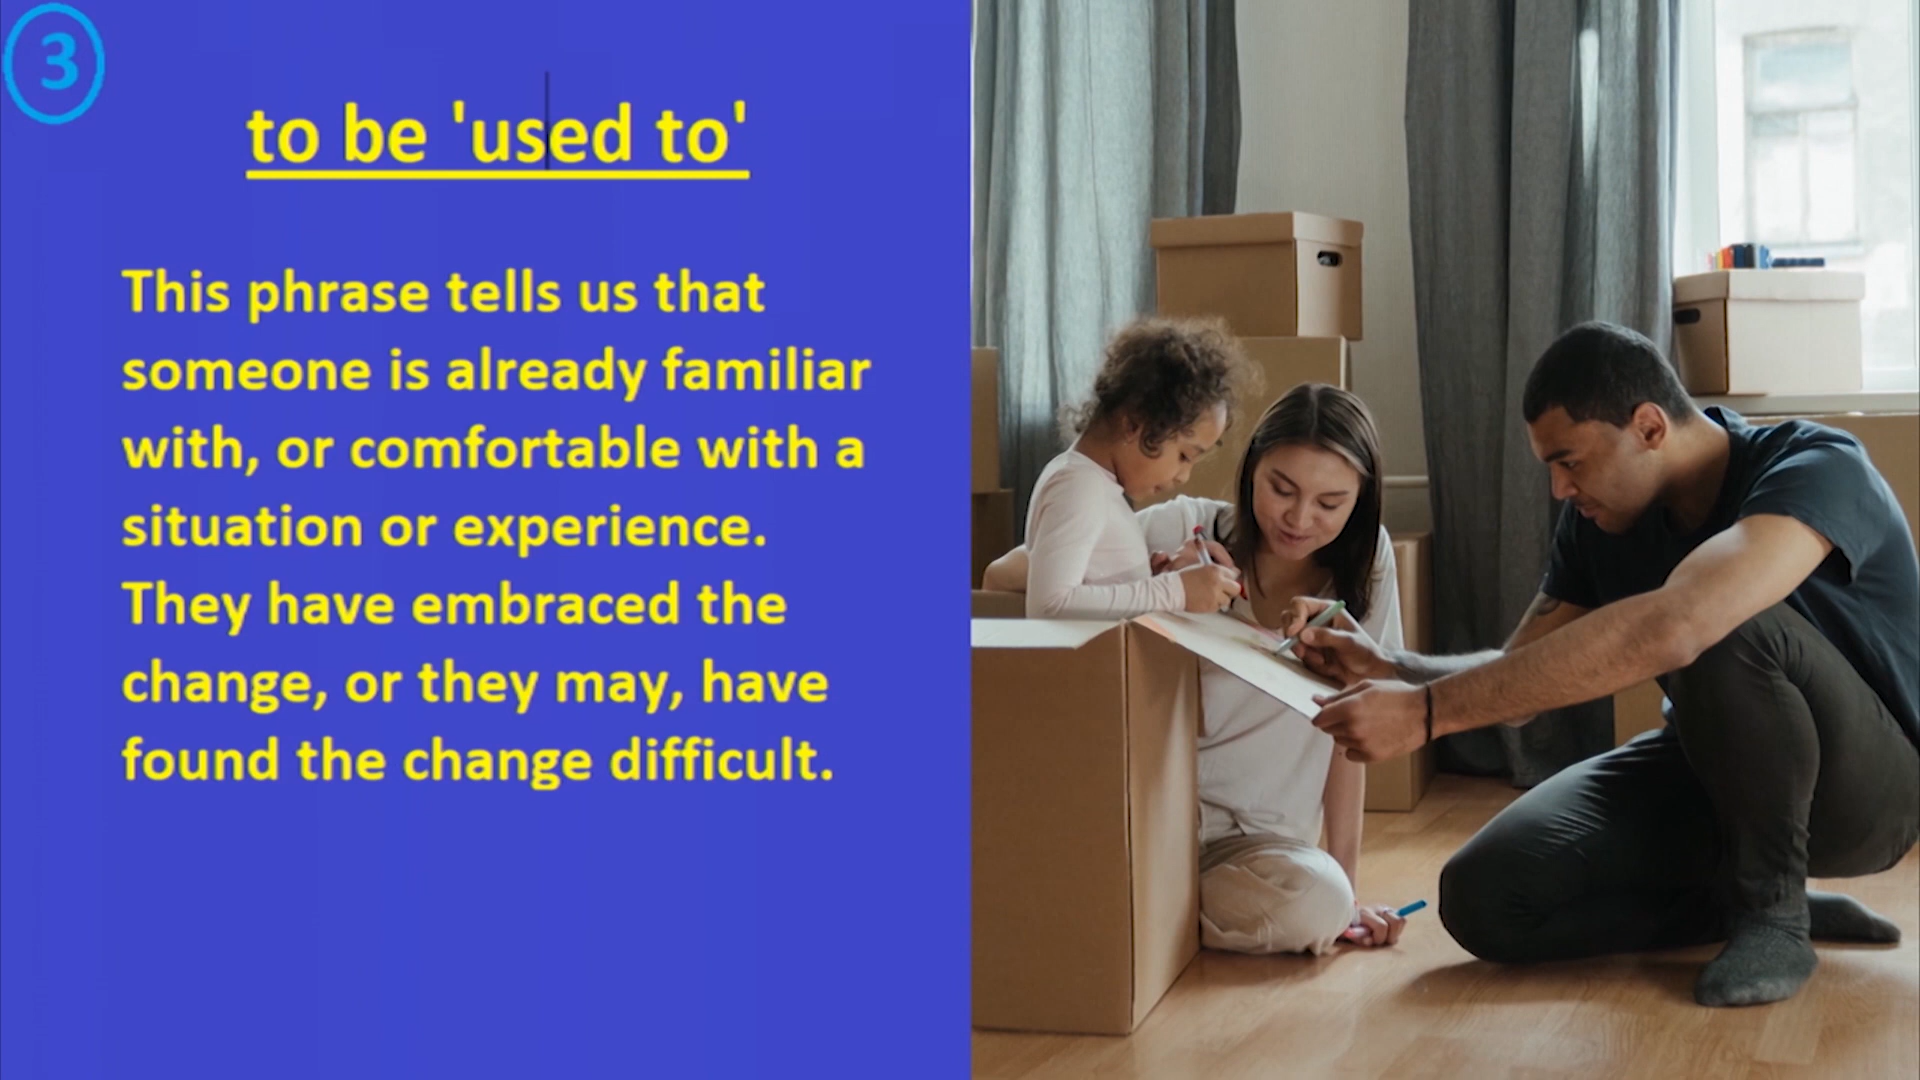 3
to be 'used to'
This phrase tells us that
someone is already familiar
with, or comfortable with a
situation or experience.
They have embraced the
change, or they may, have
found the change difficult.